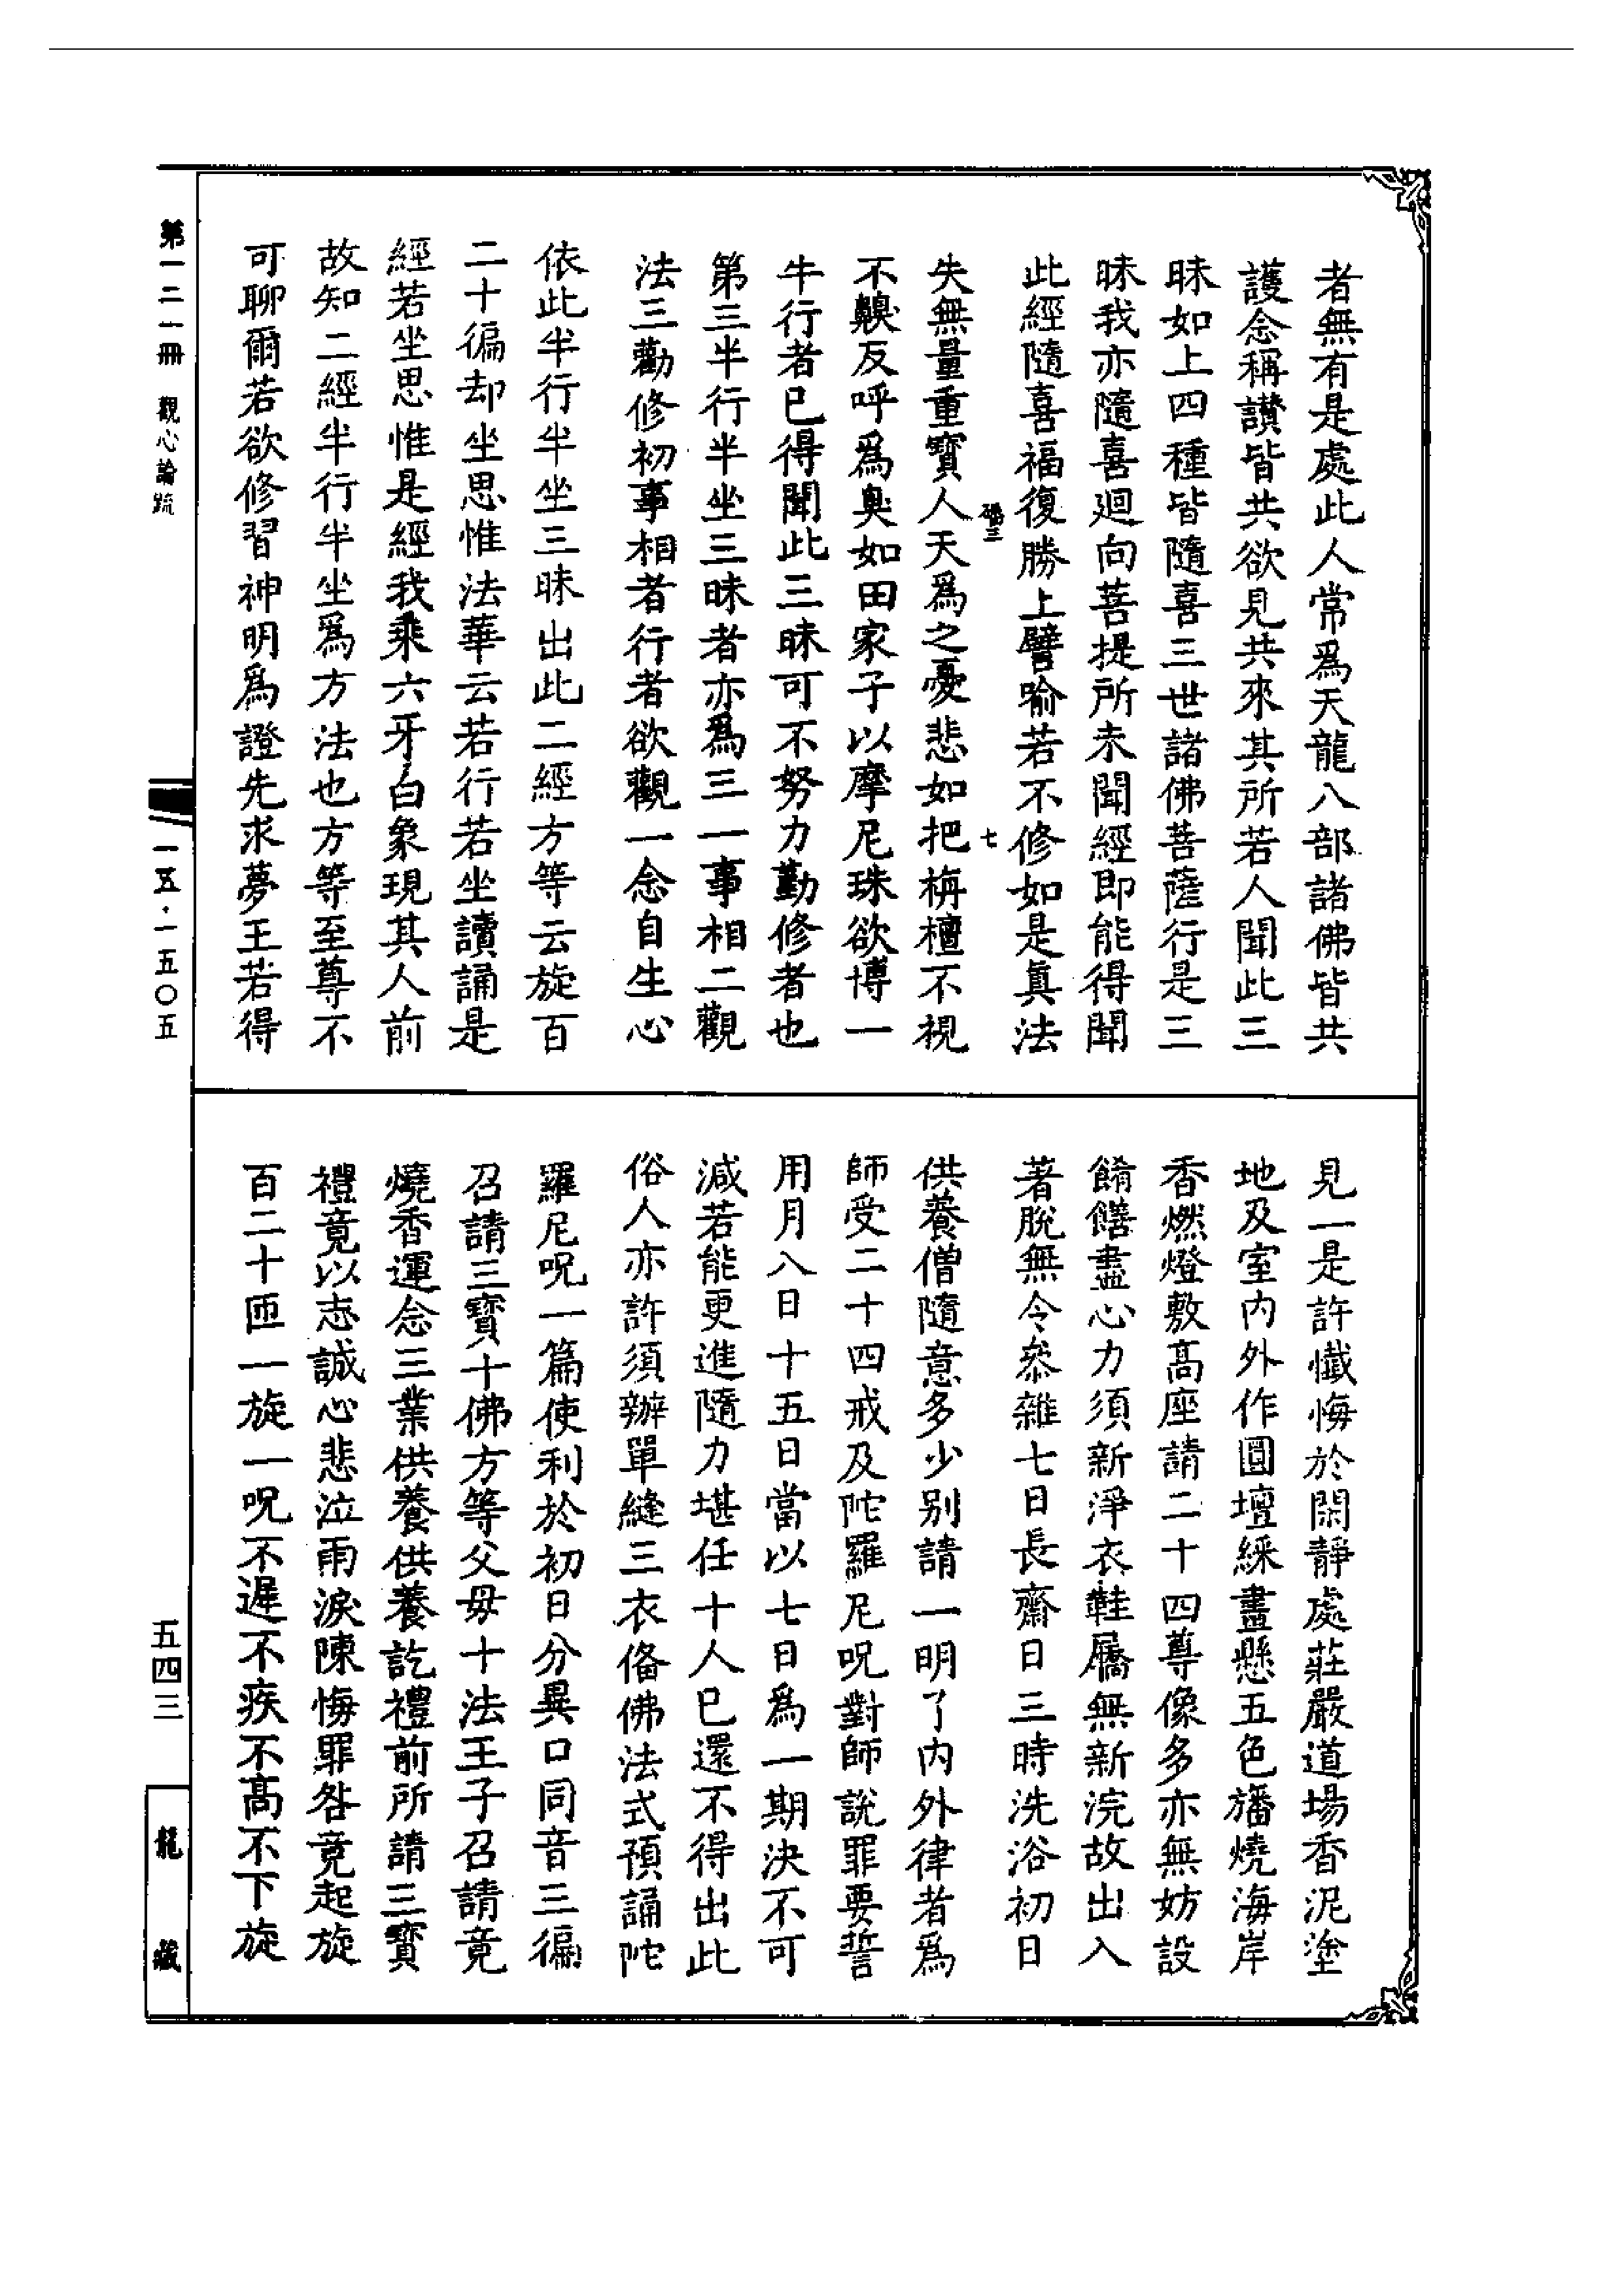 者無有是處此人常爲天龍八部諸佛皆共
護念稱讚皆共欲見共來其所若人聞此三
昧如上四種皆隨喜三世諸佛菩薩行是三
昧我亦隨喜迴向菩提所未聞經即能得聞
此經隨喜福復勝上譬喻若不修如是眞法
失無量重寶人天爲之憂悲如把栴檀不視
不齅反呼爲臭如田家子以摩尼珠欲博一
牛行者已得聞此三昧可不努力勤修者也
第三半行半坐三昧者亦爲三一事相二觀
法三勸修初事相者行者欲觀一念自生心
依此半行半坐三昧出此二經方等云旋百
二十徧却坐思惟法華云若行若坐讀誦是
經若坐思惟是經我乘六牙白象現其人前
故知二經半行半坐爲方法也方等至尊不
可聊爾若欲修習神明爲證先求夢王若得
見一是許懺悔於閑靜處莊嚴道場香泥塗
地及室内外作圓壇綵畫懸五色旛燒海岸
香燃燈敷高座請二十四尊像多亦無妨設
餚饍盡心力須新淨衣鞋屩無新浣故出入
著脫無令叅雜七日長齋日三時洗浴初日
供養僧隨意多少别請一明了内外律者爲
師受二十四戒及陀羅尼呪對師說罪要誓
用月八日十五日當以七日爲一期決不可
減若能更進隨力堪任十人已還不得出此
俗人亦許須辦單縫三衣俻佛法式預誦陀
羅尼呪一篇使利於初日分異口同音三徧
召請三寶十佛方等父母十法王子召請竟
燒香運念三業供養供養訖禮前所請三寶
禮竟以志誠心悲泣雨淚陳悔罪咎竟起旋
百二十匝一旋一呪不遲不疾不高不下旋
七
第一二一冊 觀心論疏
一五·一五〇五
五四三
龍藏